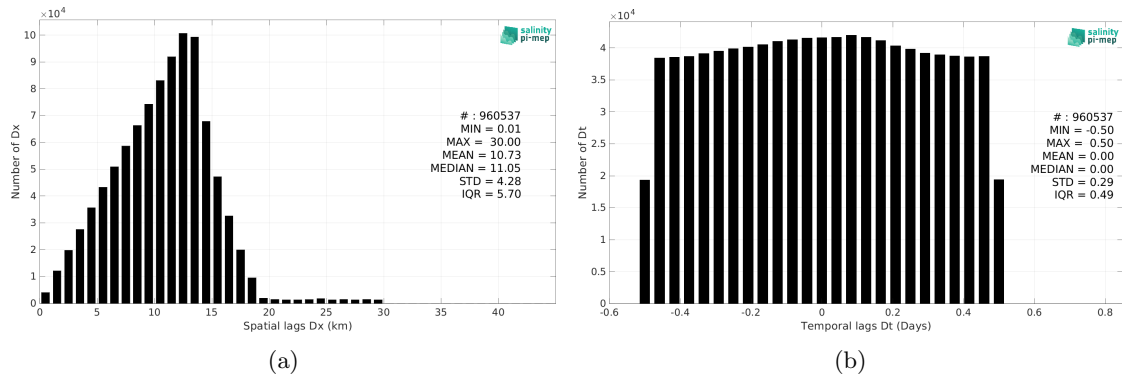 ×10⁴
10
9
8
7
6
5
4
3
2
1
0
Number of Dx
0 5 10 15 20 25 30 35 40
Spatial lags Dx (km)
salinity
pi-mep
# : 960537
MIN = 0.01
MAX = 30.00
MEAN = 10.73
MEDIAN = 11.05
STD = 4.28
IQR = 5.70
(a)
×10⁴
4
3.5
3
2.5
2
1.5
1
0.5
0
Number of Dt
-0.6 -0.4 -0.2 0 0.2 0.4 0.6 0.8
Temporal lags Dt (Days)
salinity
pi-mep
# : 960537
MIN = -0.50
MAX = 0.50
MEAN = 0.00
MEDIAN = 0.00
STD = 0.29
IQR = 0.49
(b)